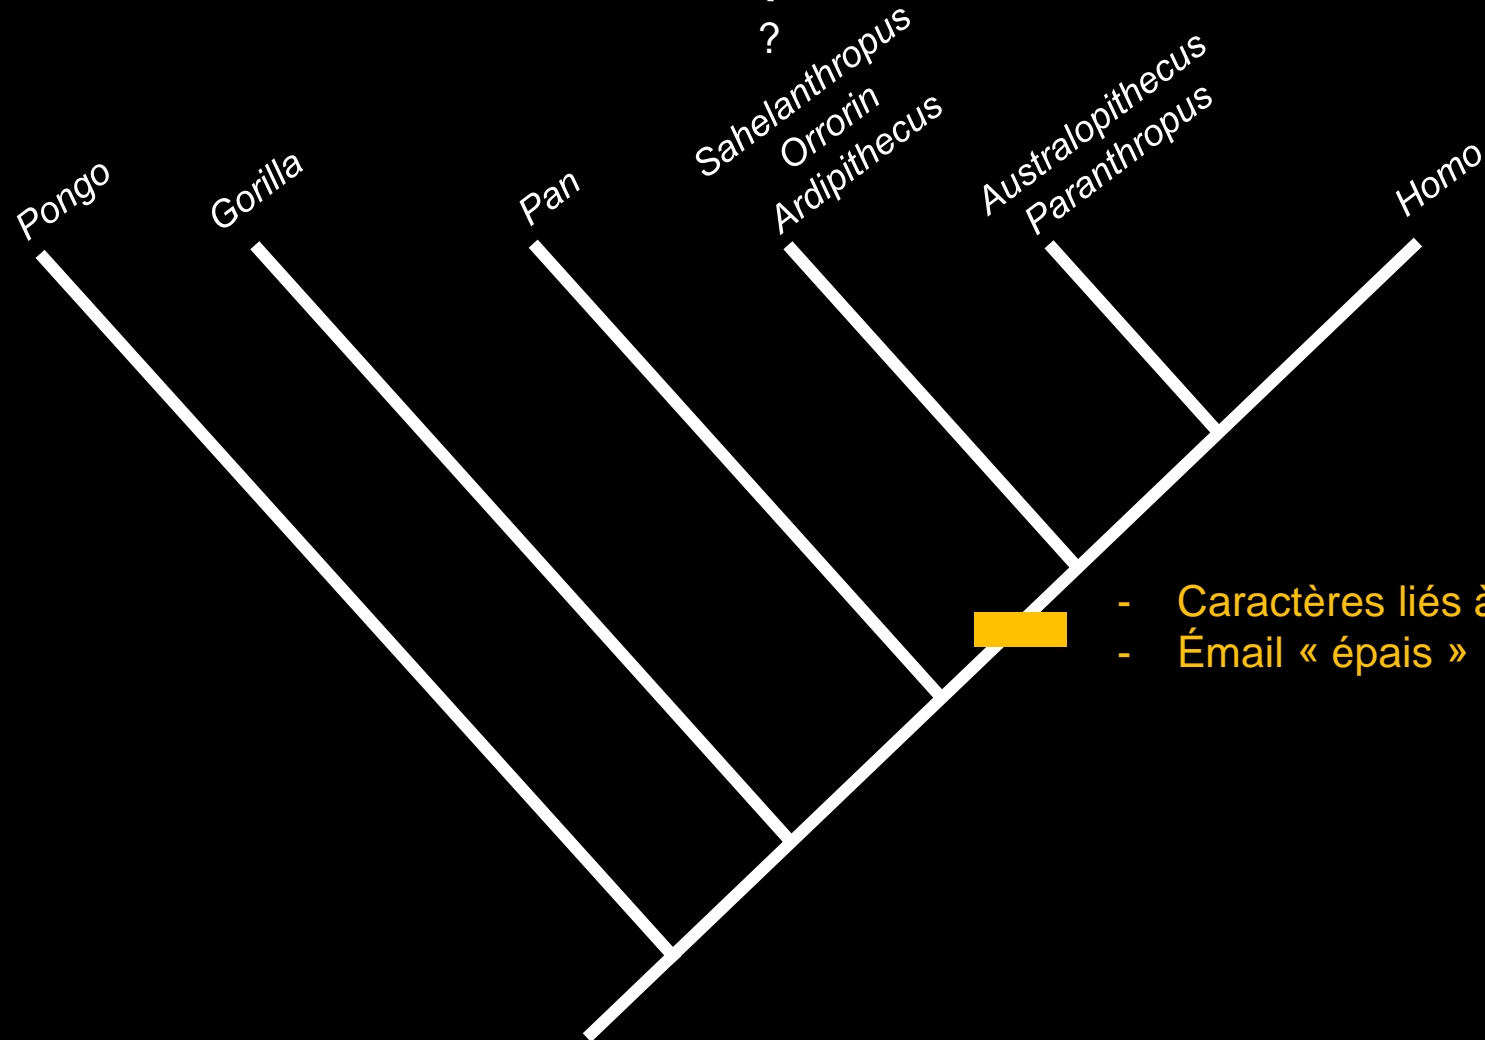 ?
Sahelanthropus
Orrorin
Ardipithecus
Australopithecus
Paranthropus
Pongo
Gorilla
Pan
Homo
- Caractères liés à
- Émail « épais »